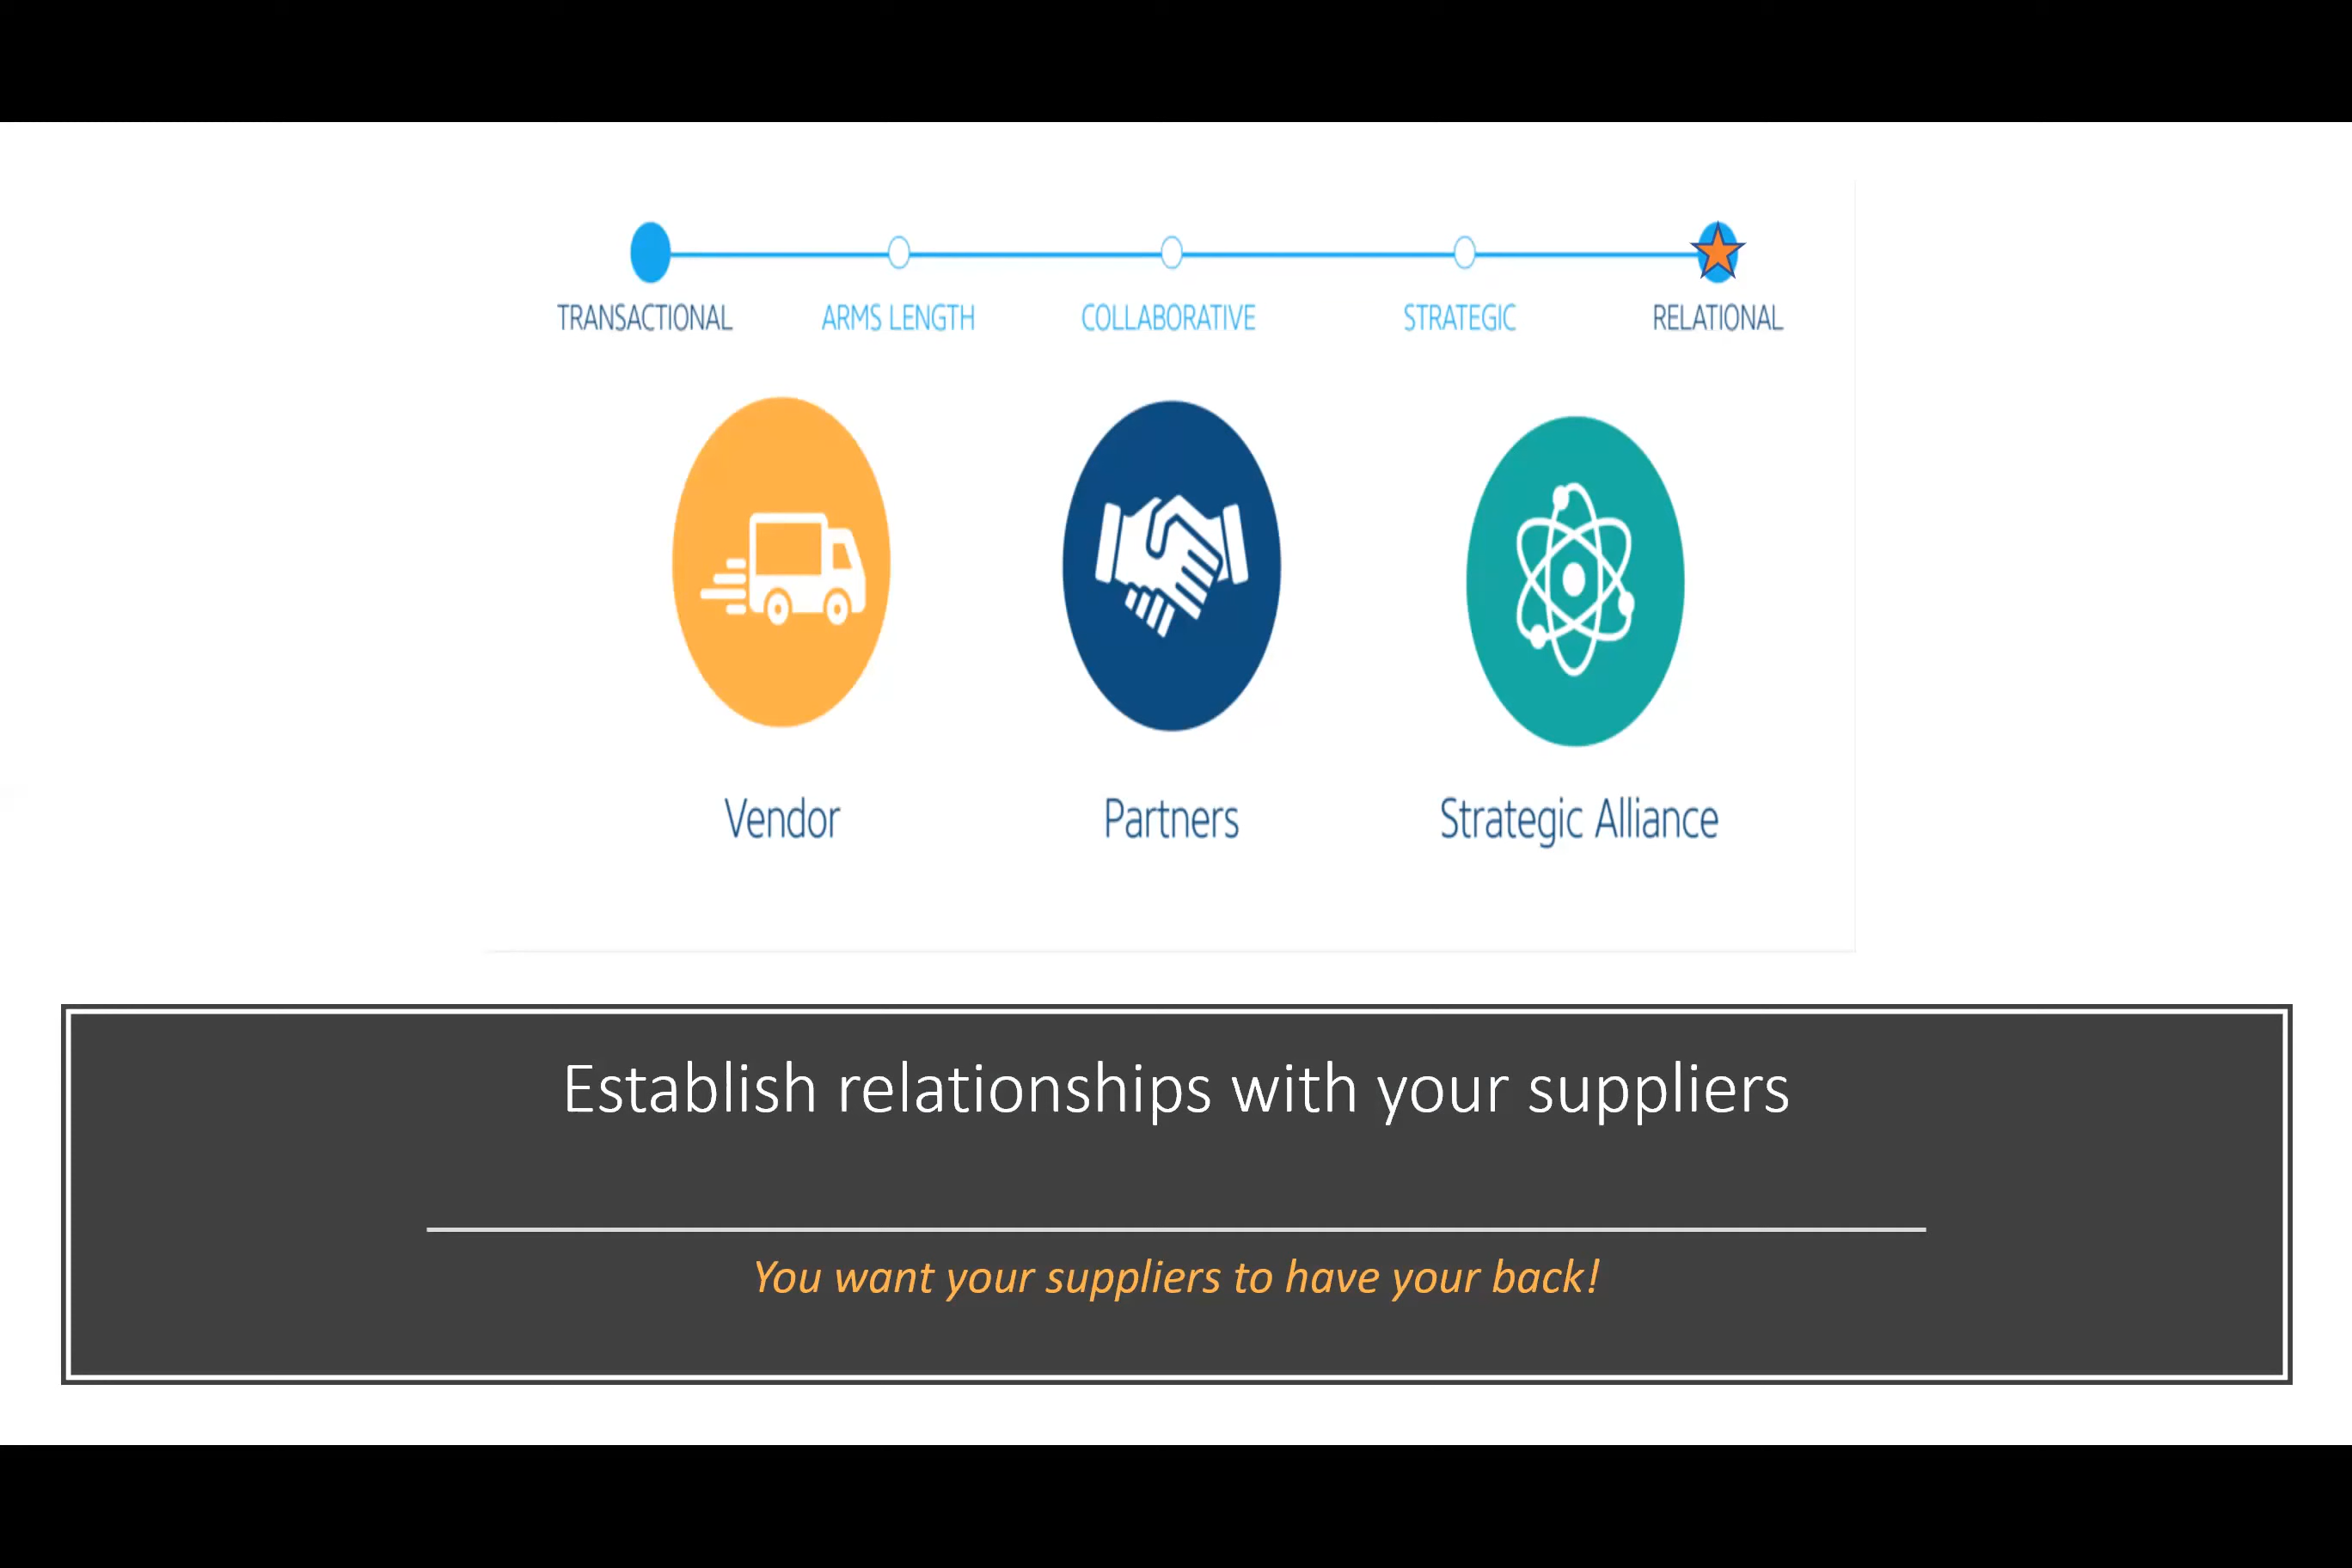 TRANSACTIONAL ARMS LENGTH COLLABORATIVE STRATEGIC RELATIONAL
Vendor Partners Strategic Alliance
Establish relationships with your suppliers
You want your suppliers to have your back!